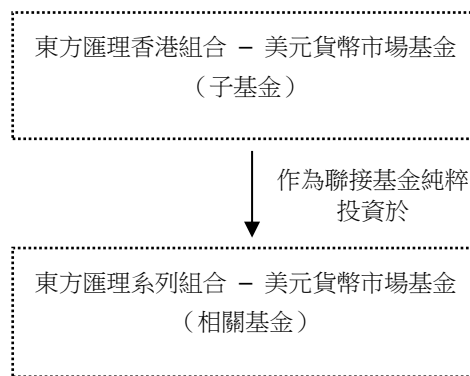 東方匯理香港組合 – 美元貨幣市場基金
（子基金）
作為聯接基金純粹
投資於
東方匯理系列組合 – 美元貨幣市場基金
（相關基金）